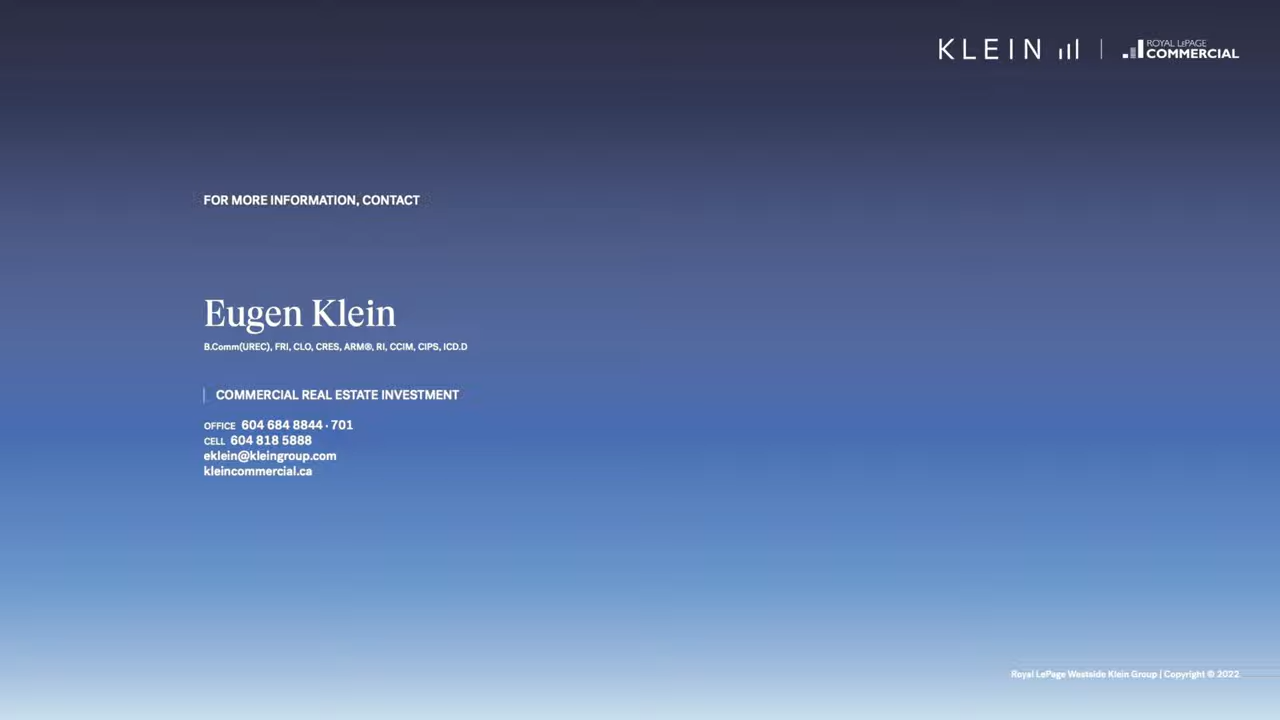 KLEIN
ROYAL LEPAGE
COMMERCIAL
FOR MORE INFORMATION, CONTACT
Eugen Klein
B.Comm(UREC), FRI, CLO, CRES, ARM®, RI, CCIM, CIPS, ICD.D
COMMERCIAL REAL ESTATE INVESTMENT
OFFICE 604 684 8844 · 701
CELL 604 818 5888
eklein@kleingroup.com
kleincommercial.ca
Royal LePage Westside Klein Group | Copyright © 2022.